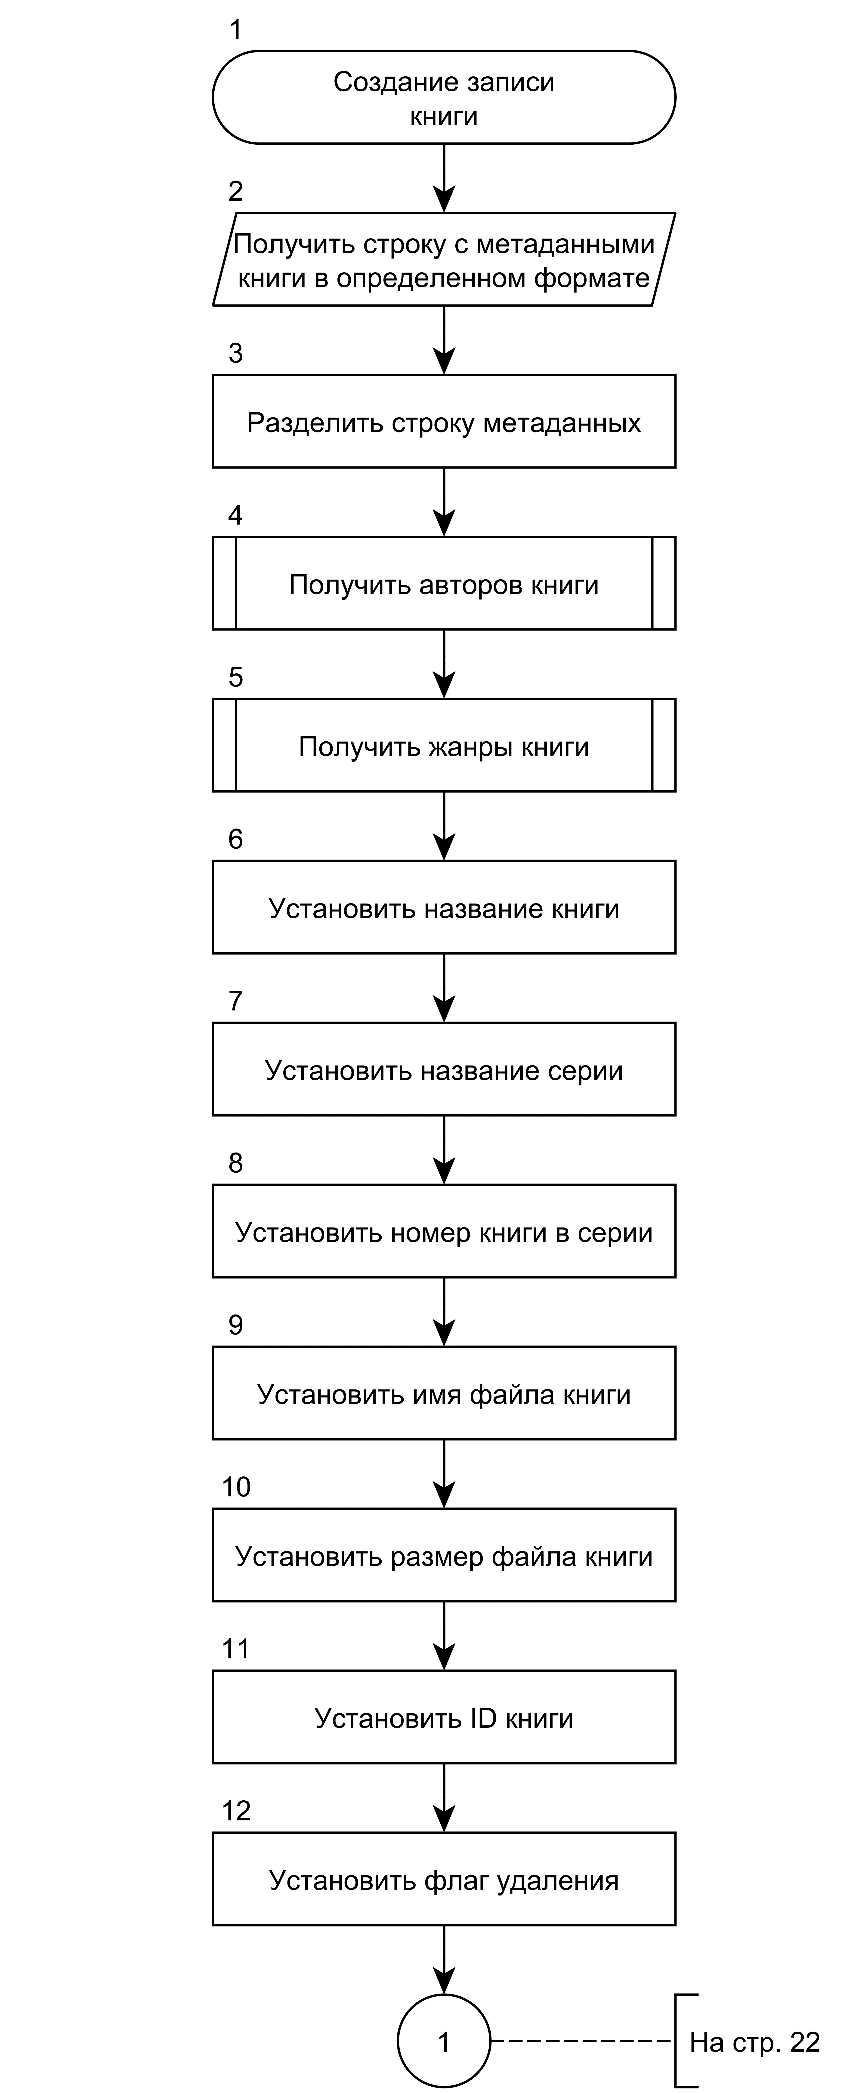 1
Создание записи
книги
2
Получить строку с метаданными
книги в определенном формате
3
Разделить строку метаданных
4
Получить авторов книги
5
Получить жанры книги
6
Установить название книги
7
Установить название серии
8
Установить номер книги в серии
9
Установить имя файла книги
10
Установить размер файла книги
11
Установить ID книги
12
Установить флаг удаления
1
На стр. 22